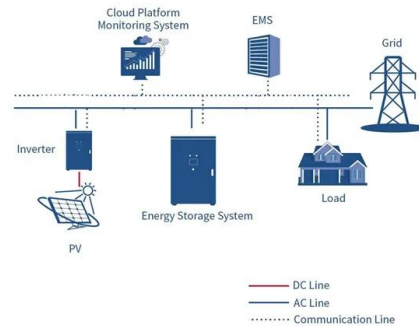 Cloud Platform
Monitoring System
EMS
Grid
Inverter
Load
Energy Storage System
PV
DC Line
AC Line
Communication Line